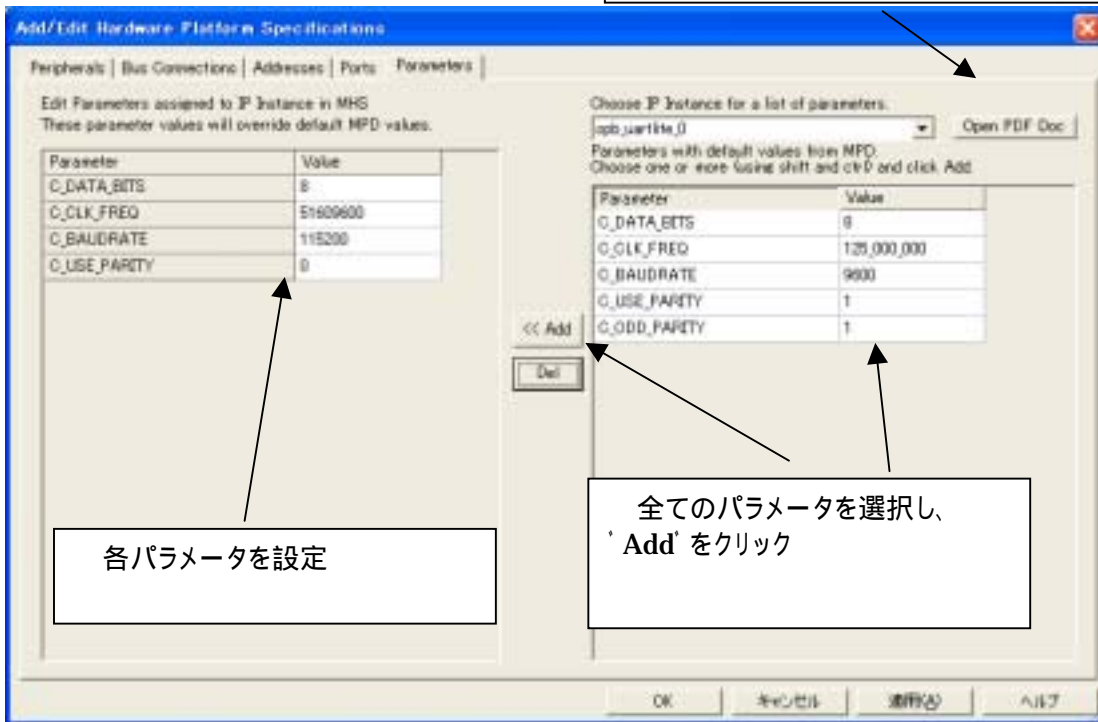 Add/Edit Hardware Platform Specifications
Peripherals | Bus Connections | Addresses | Ports | Parameters
Edit Parameters assigned to IP Instance in MHS
These parameter values will override default MPD values.
Parameter Value
C_DATA_BITS 8
C_CLK_FREQ 51609600
C_BAUDRATE 115200
C_USE_PARITY 0
<< Add
Del
Choose IP Instance for a list of parameters.
opb_uartlite_0
Open PDF Doc
Parameters with default values from MPD.
Choose one or more (using shift and ctrl) and click Add
Parameter Value
C_DATA_BITS 8
C_CLK_FREQ 125,000,000
C_BAUDRATE 9600
C_USE_PARITY 1
C_ODD_PARITY 1
各パラメータを設定
全てのパラメータを選択し、
゛Add゛をクリック
OK キャンセル 適用(A) ヘルプ